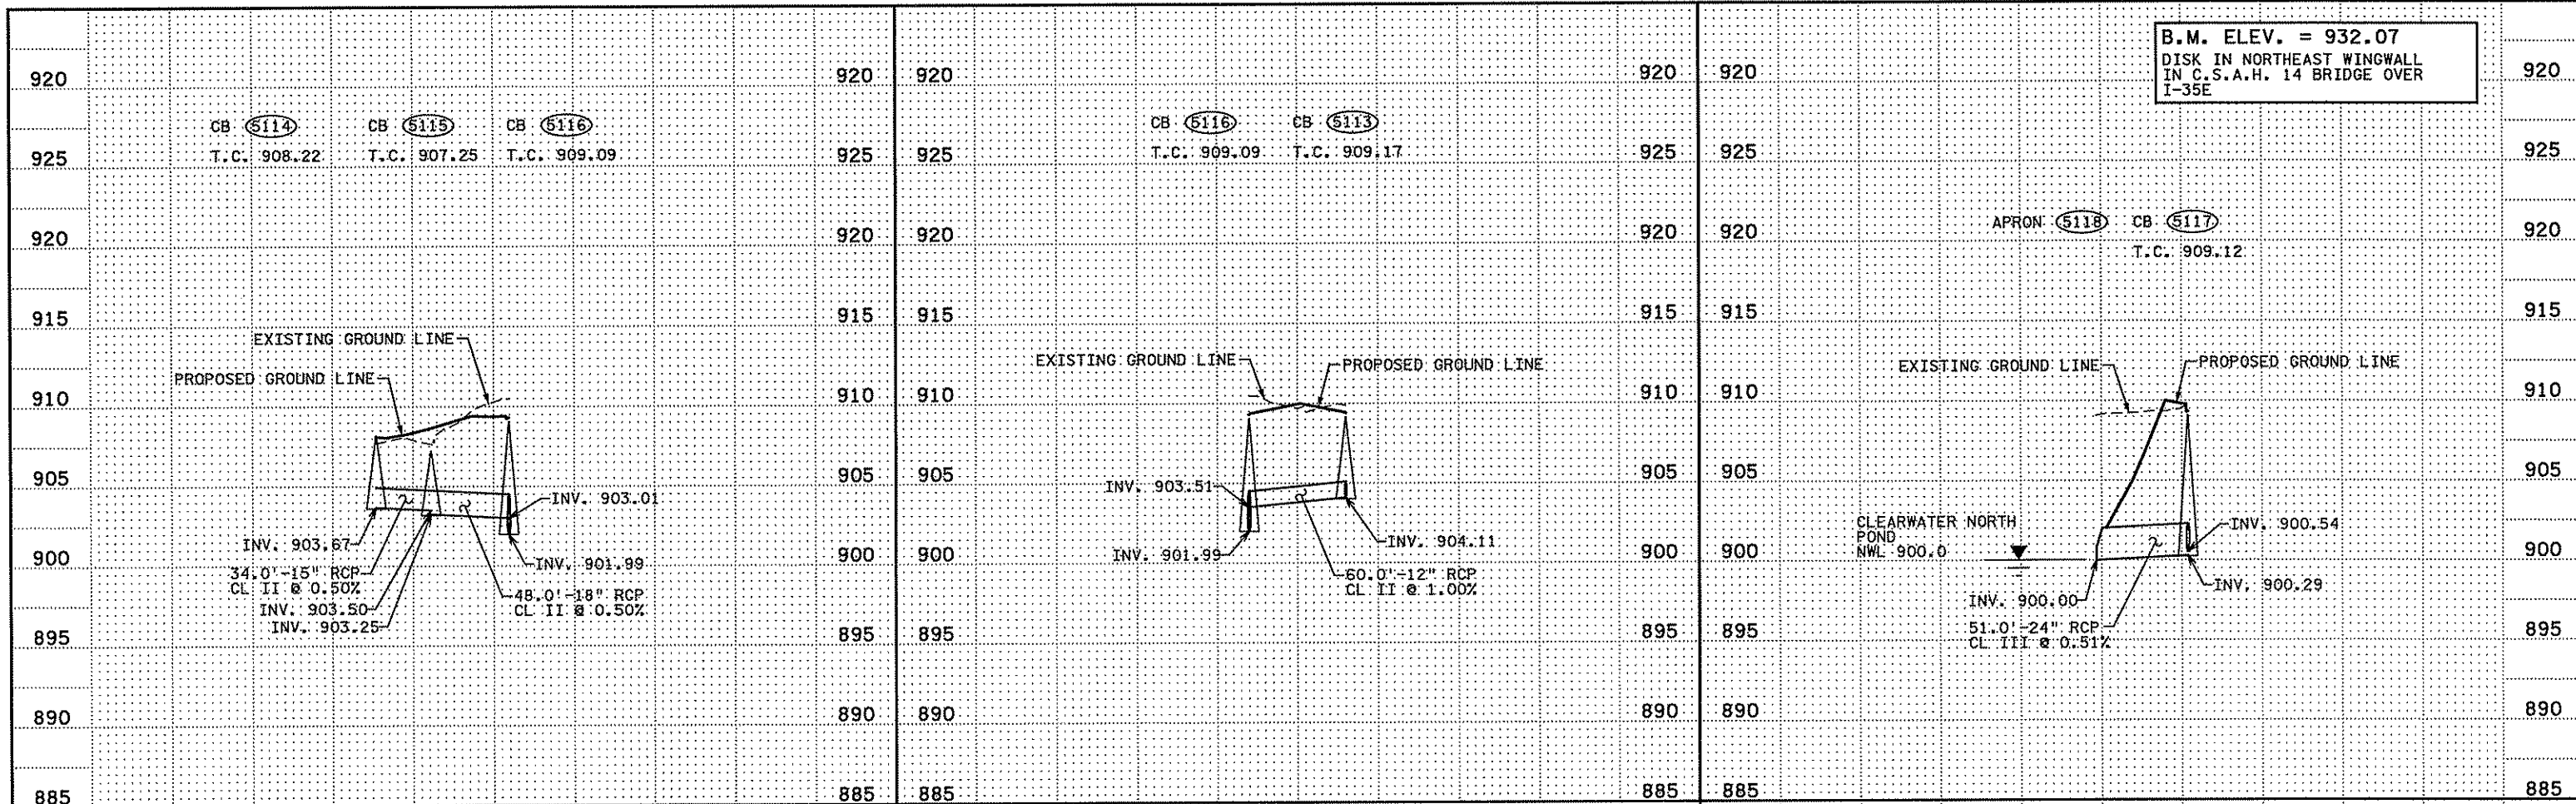 B.M. ELEV. = 932.07
DISK IN NORTHEAST WINGWALL
IN C.S.A.H. 14 BRIDGE OVER
I-35E
920
925
920
915
910
905
900
895
890
885
CB 5114
T.C. 908.22
CB 5115
T.C. 907.25
CB 5116
T.C. 909.09
EXISTING GROUND LINE
PROPOSED GROUND LINE
INV. 903.67
34.0'-15" RCP
CL II @ 0.50%
INV. 903.50
INV. 903.25
INV. 903.01
INV. 901.99
48.0'-18" RCP
CL II @ 0.50%
920
925
920
915
910
905
900
895
890
885
920
925
920
915
910
905
900
895
890
885
CB 5116
T.C. 909.09
CB 5113
T.C. 909.17
EXISTING GROUND LINE
PROPOSED GROUND LINE
INV. 903.51
INV. 901.99
INV. 904.11
60.0'-12" RCP
CL II @ 1.00%
920
925
920
915
910
905
900
895
890
885
920
925
920
915
910
905
900
895
890
885
APRON 5118
CB 5117
T.C. 909.12
EXISTING GROUND LINE
PROPOSED GROUND LINE
CLEARWATER NORTH
POND
NWL 900.0
INV. 900.54
INV. 900.29
INV. 900.00
51.0'-24" RCP
CL III @ 0.51%
920
925
920
915
910
905
900
895
890
885